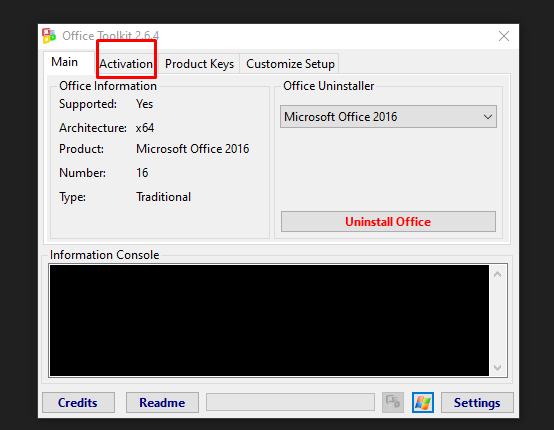 Office Toolkit 2.6.4
Main
Activation
Product Keys
Customize Setup
Office Information
Supported: Yes
Architecture: x64
Product: Microsoft Office 2016
Number: 16
Type: Traditional
Office Uninstaller
Microsoft Office 2016
Uninstall Office
Information Console
Credits
Readme
Settings